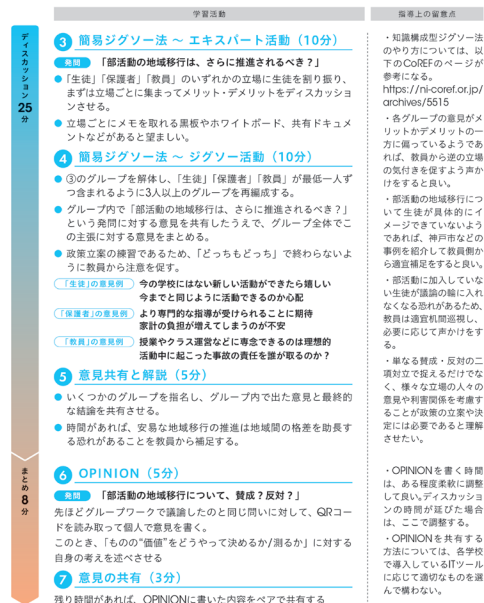 学習活動
指導上の留意点
ディスカッション25分
3 簡易ジグソー法 ～ エキスパート活動（10分）
発問 「部活動の地域移行は、さらに推進されるべき？」
● 「生徒」「保護者」「教員」のいずれかの立場に生徒を割り振り、
まずは立場ごとに集まってメリット・デメリットをディスカッショ
ンさせる。
● 立場ごとにメモを取れる黒板やホワイトボード、共有ドキュメ
ントなどがあると望ましい。
4 簡易ジグソー法 ～ ジグソー活動（10分）
● ③のグループを解体し、「生徒」「保護者」「教員」が最低一人ず
つ含まれるように3人以上のグループを再編成する。
● グループ内で「部活動の地域移行は、さらに推進されるべき？」
という発問に対する意見を共有したうえで、グループ全体でこ
の主張に対する意見をまとめる。
● 政策立案の練習であるため、「どっちもどっち」で終わらないよ
うに教員から注意を促す。
「生徒」の意見例 今の学校にはない新しい活動ができたら嬉しい
今までと同じように活動できるのか心配
「保護者」の意見例 より専門的な指導が受けられることに期待
家計の負担が増えてしまうのが不安
「教員」の意見例 授業やクラス運営などに専念できるのは理想的
活動中に起こった事故の責任を誰が取るのか？
5 意見共有と解説（5分）
● いくつかのグループを指名し、グループ内で出た意見と最終的
な結論を共有させる。
● 時間があれば、安易な地域移行の推進は地域間の格差を助長す
る恐れがあることを教員から補足する。
まとめ8分
6 OPINION（5分）
発問 「部活動の地域移行について、賛成？反対？」
先ほどグループワークで議論したのと同じ問いに対して、QRコー
ドを読み取って個人で意見を書く。
このとき、「ものの“価値”をどうやって決めるか/測るか」に対する
自身の考えを述べさせる
7 意見の共有（3分）
残り時間があれば、OPINIONに書いた内容をペアで共有する
・知識構成型ジグソー法
のやり方については、以
下のCoREFのページが
参考になる。
https://ni-coref.or.jp/
archives/5515
・各グループの意見がメ
リットかデメリットの一
方に偏っているようであ
れば、教員から逆の立場
の気付きを促すよう声か
けをすると良い。
・部活動の地域移行につ
いて生徒が具体的にイ
メージできていないよう
であれば、神戸市などの
事例を紹介して教員側か
ら適宜補足をすると良い。
・部活動に加入していな
い生徒が議論の輪に入れ
なくなる恐れがあるため、
教員は適宜机間巡視し、
必要に応じて声かけをす
る。
・単なる賛成・反対の二
項対立で捉えるだけでな
く、様々な立場の人々の
意見や利害関係を考慮す
ることが政策の立案や決
定には必要であると理解
させたい。
・OPINIONを書く時間
は、ある程度柔軟に調整
して良い。ディスカッショ
ンの時間が延びた場合
は、ここで調整する。
・OPINIONを共有する
方法については、各学校
で導入しているITツール
に応じて適切なものを選
んで構わない。